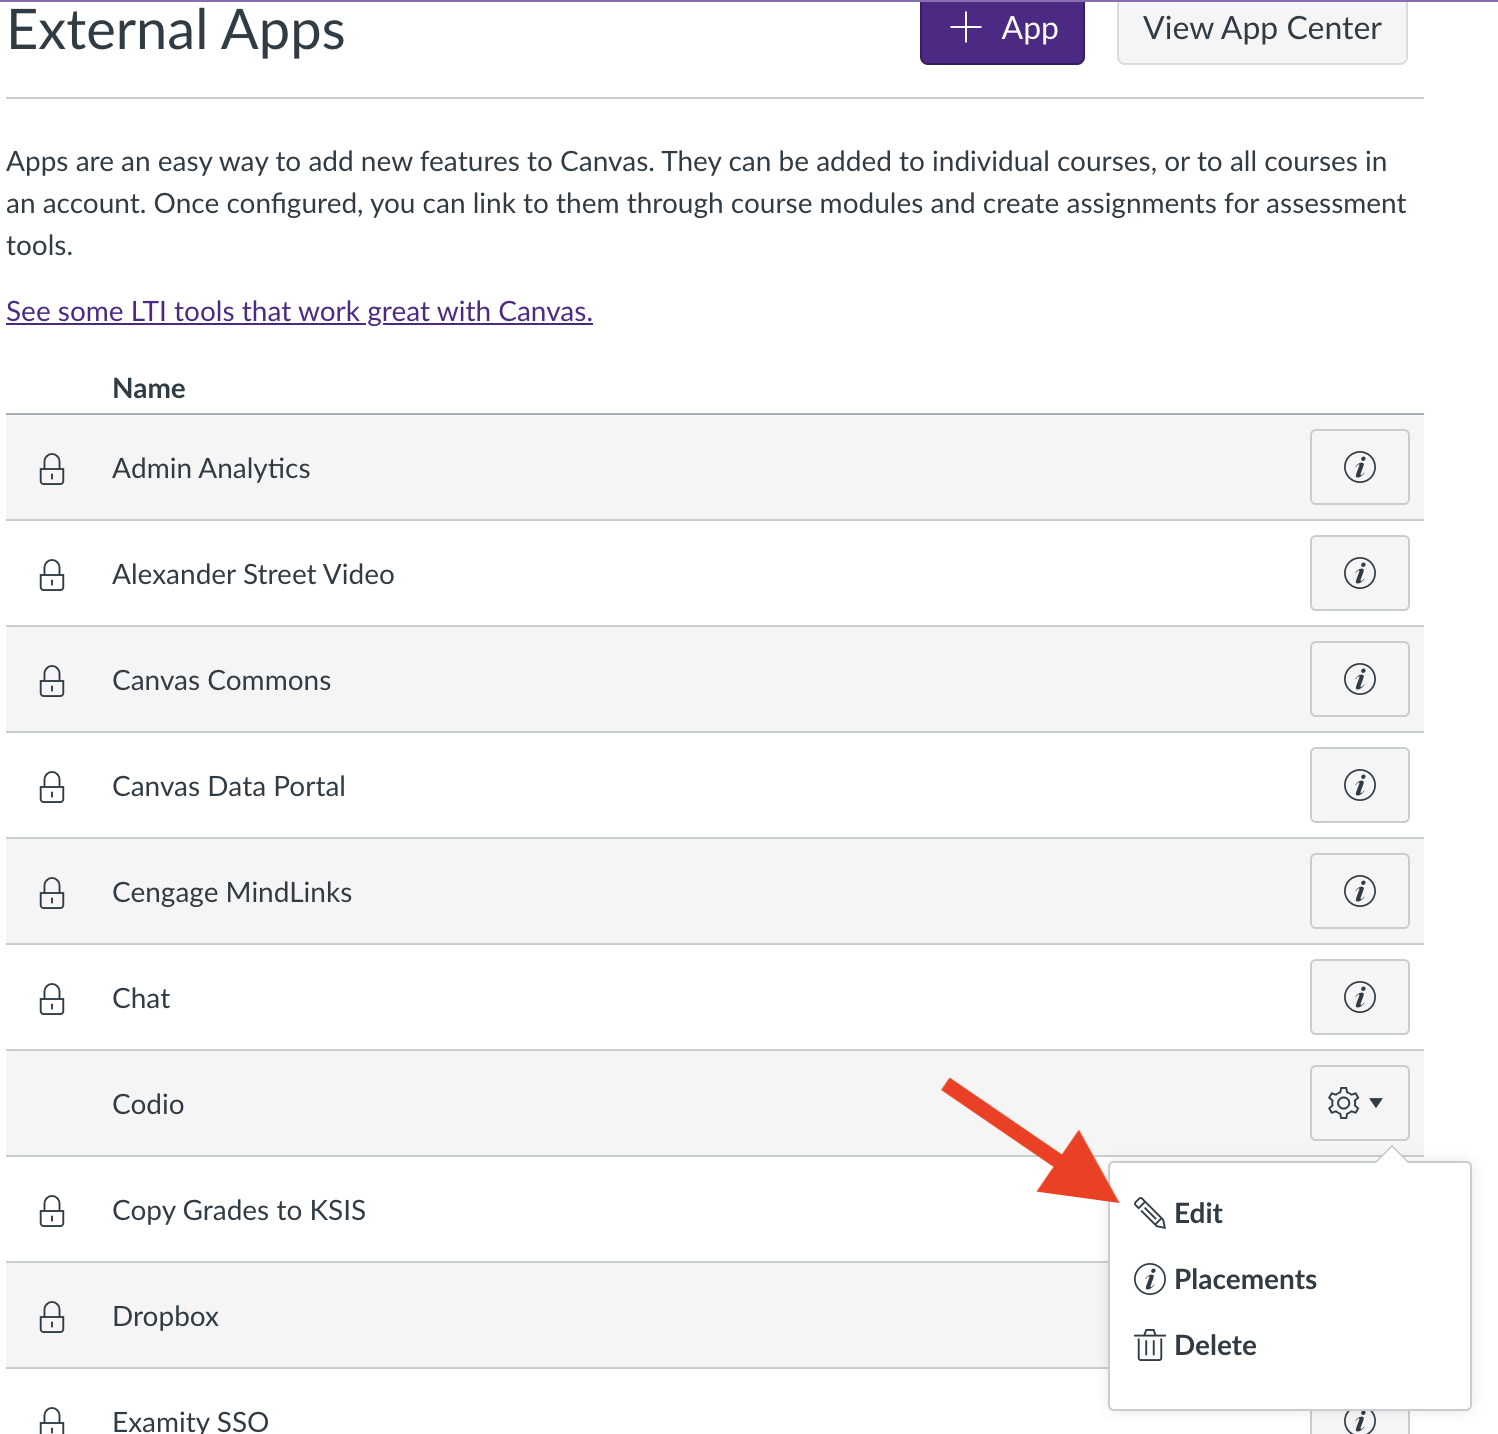 External Apps
App
View App Center
Apps are an easy way to add new features to Canvas. They can be added to individual courses, or to all courses in
an account. Once configured, you can link to them through course modules and create assignments for assessment
tools.
See some LTI tools that work great with Canvas.
Name
Admin Analytics
Alexander Street Video
Canvas Commons
Canvas Data Portal
Cengage MindLinks
Chat
Codio
Copy Grades to KSIS
Edit
Placements
Dropbox
Delete
Examity SSO